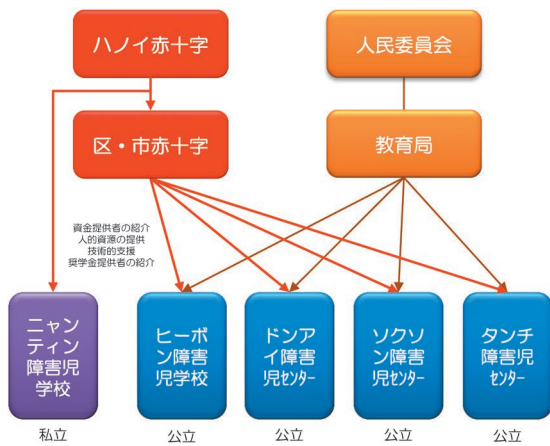 ハノイ赤十字
人民委員会
区・市赤十字
教育局
資金提供者の紹介
人的資源の提供
技術的支援
奨学金提供者の紹介
ニャン
ティン
障害児
学校
ヒーボ
ン障害
児学校
ドンア
イ障害
児センター
ソクソ
ン障害
児センター
タンチ
障害児
センター
私立
公立
公立
公立
公立